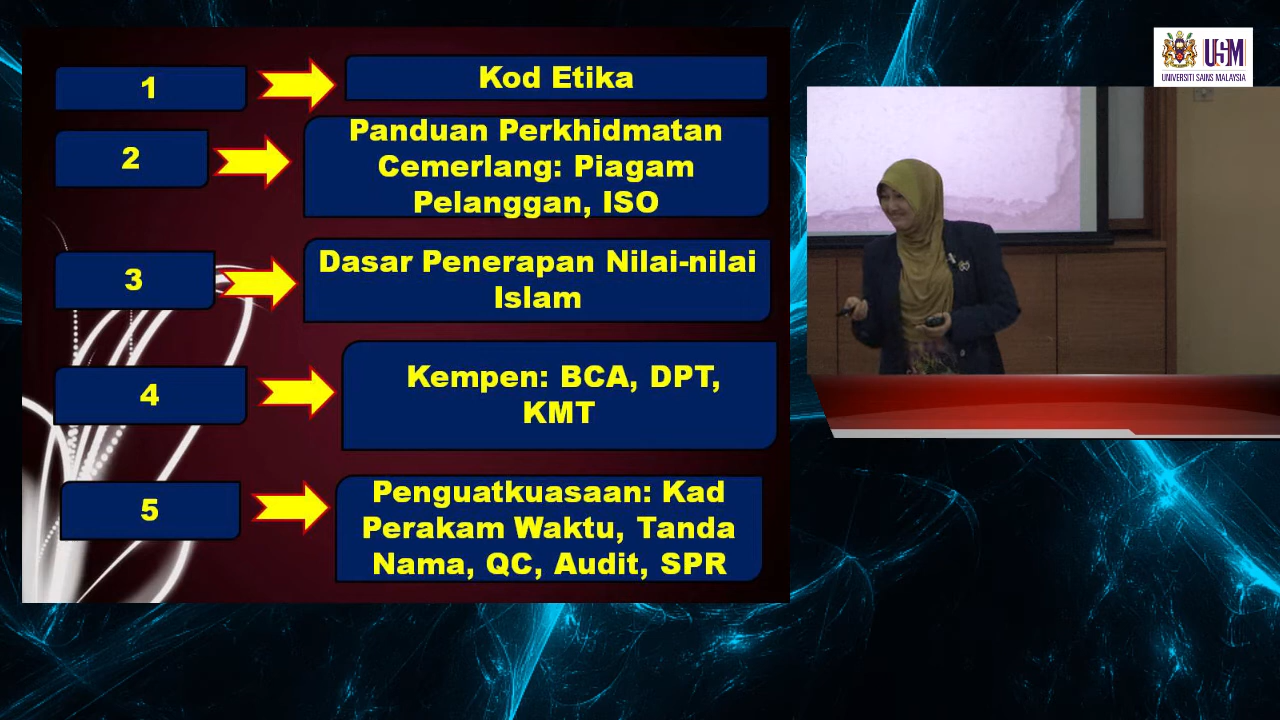 1
Kod Etika
2
Panduan Perkhidmatan
Cemerlang: Piagam
Pelanggan, ISO
3
Dasar Penerapan Nilai-nilai
Islam
4
Kempen: BCA, DPT,
KMT
5
Penguatkuasaan: Kad
Perakam Waktu, Tanda
Nama, QC, Audit, SPR
USM
UNIVERSITI SAINS MALAYSIA